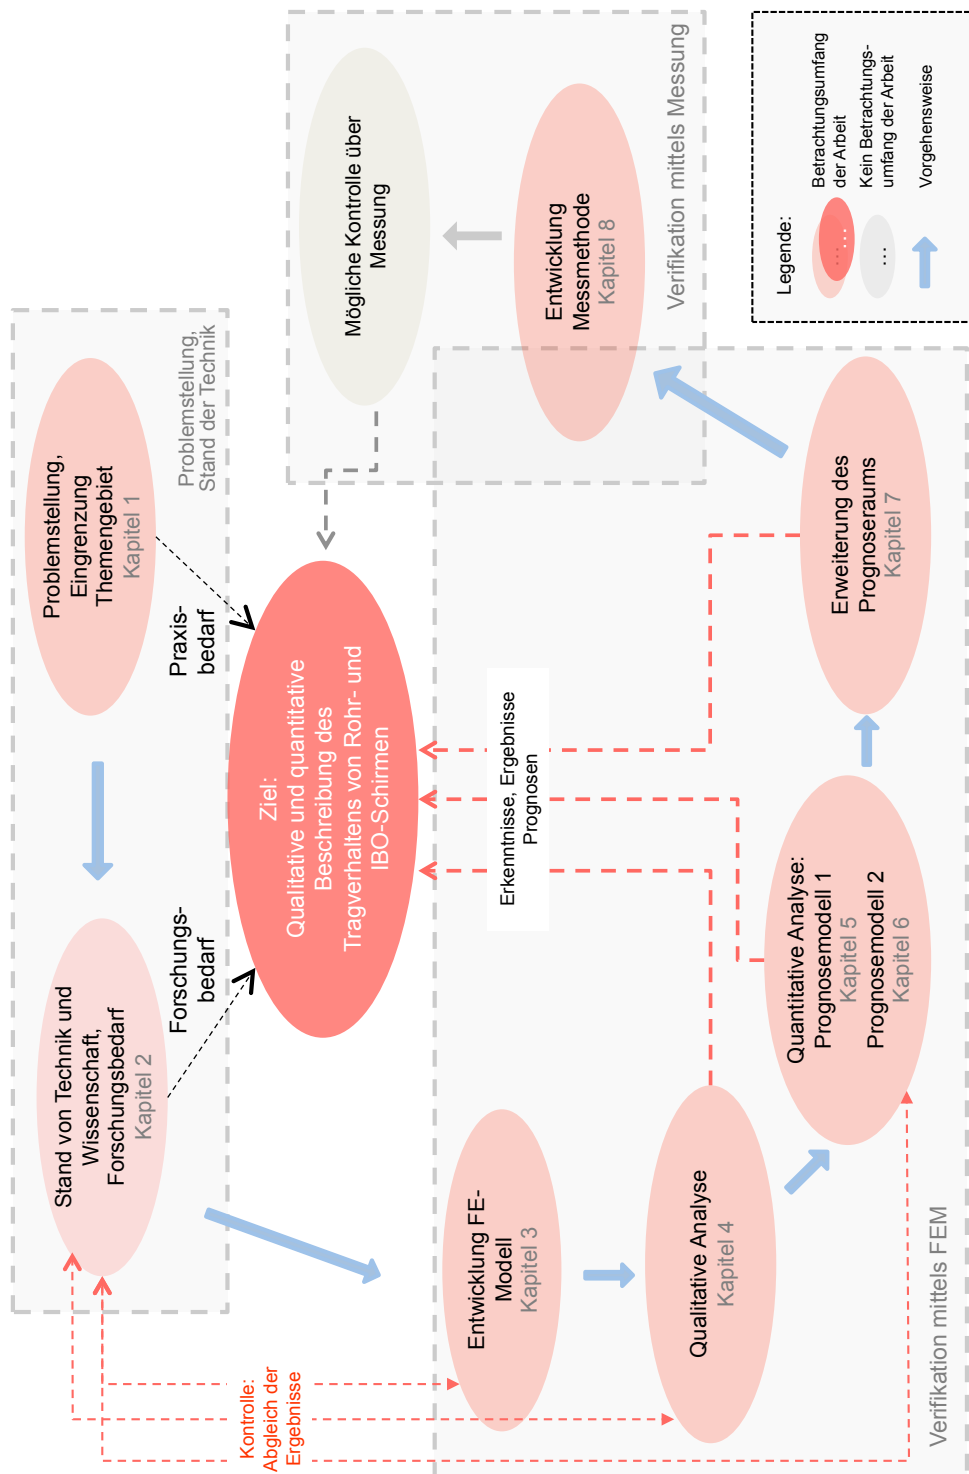 Problemstellung,
Eingrenzung
Themengebiet
Kapitel 1
Problemstellung,
Stand der Technik
Stand von Technik und
Wissenschaft,
Forschungsbedarf
Kapitel 2
Praxis-
bedarf
Forschungs-
bedarf
Ziel:
Qualitative und quantitative
Beschreibung des
Tragverhaltens von Rohr- und
IBO-Schirmen
Mögliche Kontrolle über
Messung
Entwicklung
Messmethode
Kapitel 8
Verifikation mittels Messung
Kontrolle:
Abgleich der
Ergebnisse
Erkenntnisse, Ergebnisse
Prognosen
Entwicklung FE-
Modell
Kapitel 3
Qualitative Analyse
Kapitel 4
Quantitative Analyse:
Prognosemodell 1
Kapitel 5
Prognosemodell 2
Kapitel 6
Erweiterung des
Prognoseraums
Kapitel 7
Verifikation mittels FEM
Legende:
...
...
Betrachtungsumfang
der Arbeit
...
Kein Betrachtungs-
umfang der Arbeit
Vorgehensweise